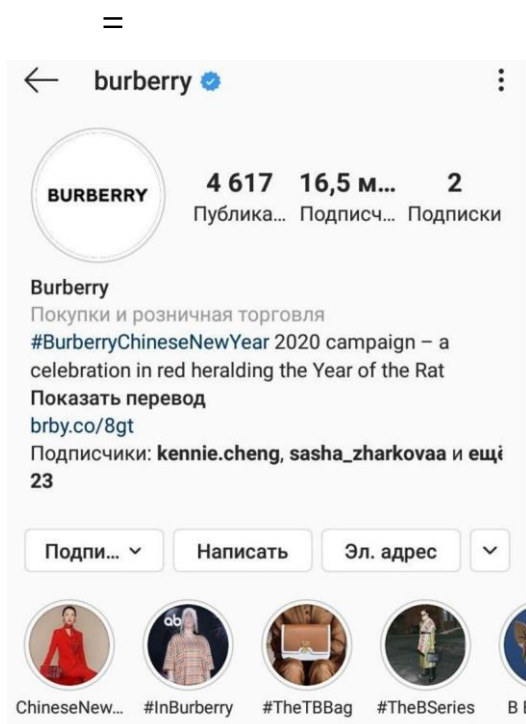 =
burberry
BURBERRY
4 617 16,5 м... 2
Публика... Подписч... Подписки
Burberry
Покупки и розничная торговля
#BurberryChineseNewYear 2020 campaign – a
celebration in red heralding the Year of the Rat
Показать перевод
brby.co/8gt
Подписчики: kennie.cheng, sasha_zharkovaa и ещё
23
Подпи... Написать Эл. адрес
abc
ChineseNew... #InBurberry #TheTBBag #TheBSeries В